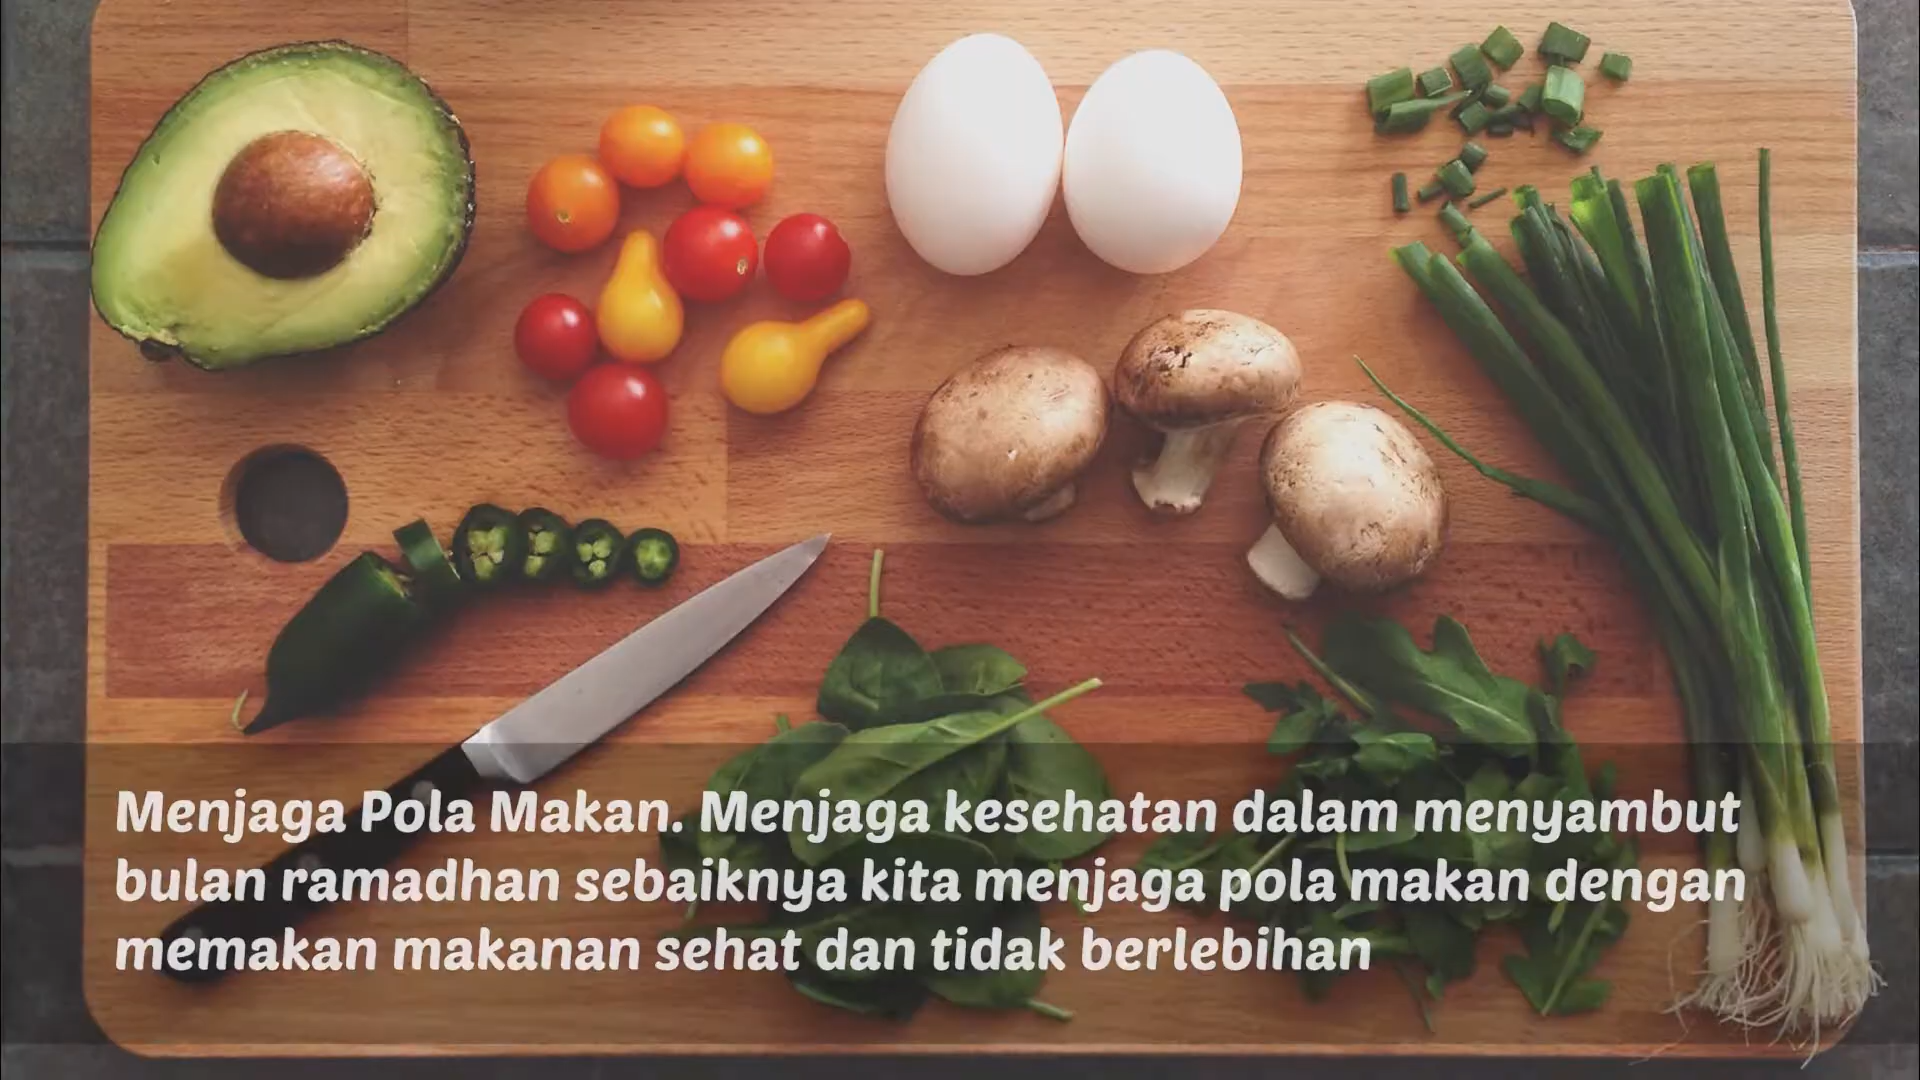 Menjaga Pola Makan. Menjaga kesehatan dalam menyambut
bulan ramadhan sebaiknya kita menjaga pola makan dengan
memakan makanan sehat dan tidak berlebihan